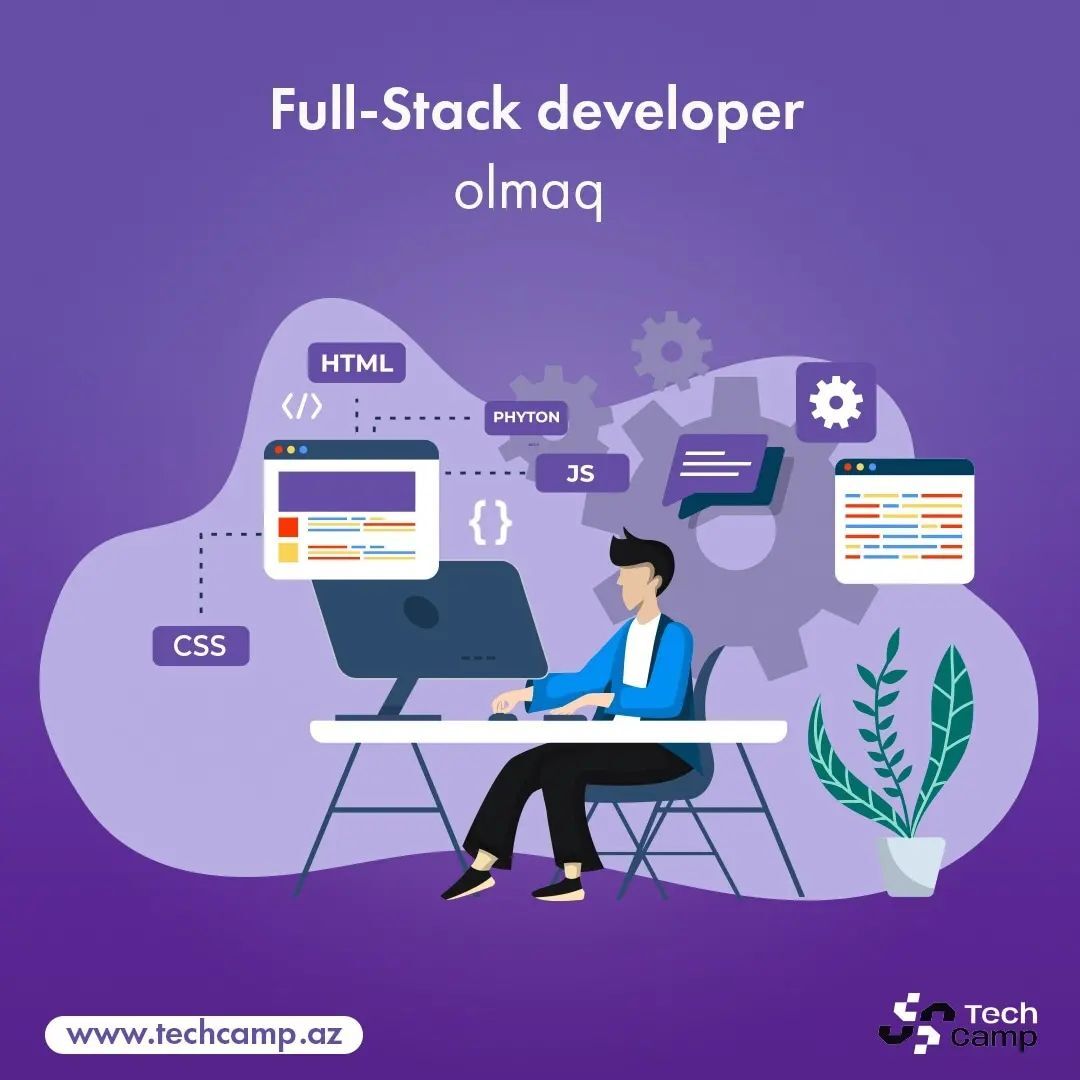 Full-Stack developer
olmaq
HTML
</>
PHYTON
JS
{}
CSS
www.techcamp.az
Tech
Camp